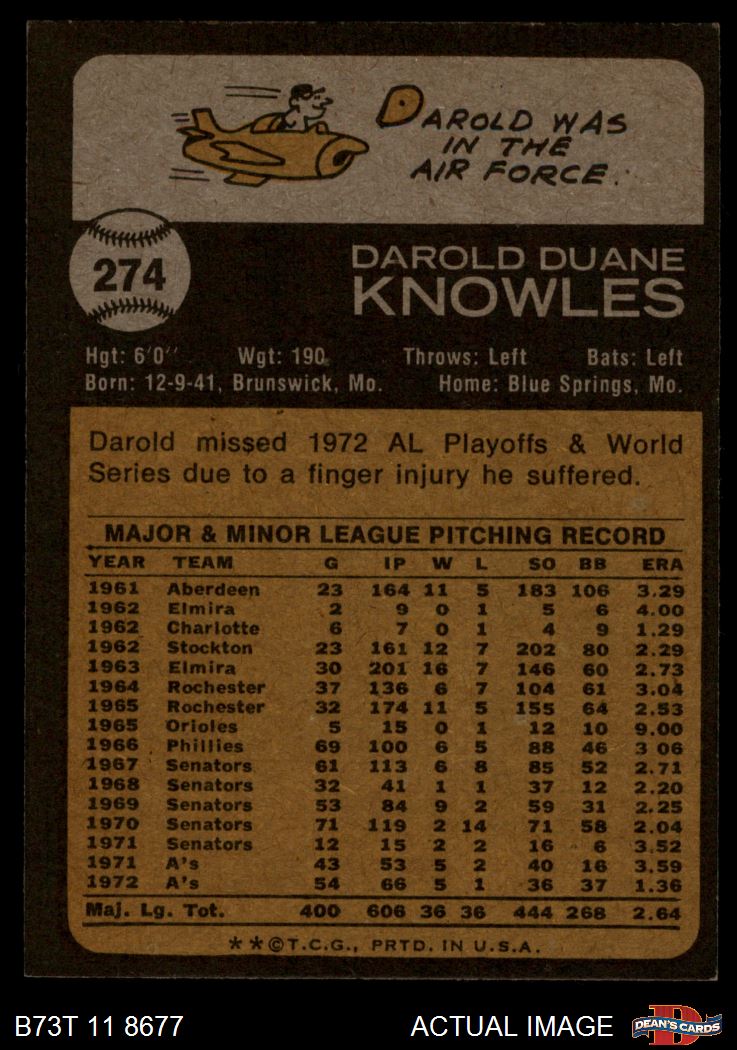 DAROLD WAS
IN THE
AIR FORCE.
274
DAROLD DUANE
KNOWLES
Hgt: 6'0" Wgt: 190 Throws: Left Bats: Left
Born: 12-9-41, Brunswick, Mo. Home: Blue Springs, Mo.
Darold missed 1972 AL Playoffs & World
Series due to a finger injury he suffered.
MAJOR & MINOR LEAGUE PITCHING RECORD
YEAR TEAM G IP W L SO BB ERA
1961 Aberdeen 23 164 11 5 183 106 3.29
1962 Elmira 2 9 0 1 5 6 4.00
1962 Charlotte 6 7 0 1 4 9 1.29
1962 Stockton 23 161 12 7 202 80 2.29
1963 Elmira 30 201 16 7 146 60 2.73
1964 Rochester 37 136 6 7 104 61 3.04
1965 Rochester 32 174 11 5 155 64 2.53
1965 Orioles 5 15 0 1 12 10 9.00
1966 Phillies 69 100 6 5 88 46 3.06
1967 Senators 61 113 6 8 85 52 2.71
1968 Senators 32 41 1 1 37 12 2.20
1969 Senators 53 84 9 2 59 31 2.25
1970 Senators 71 119 2 14 71 58 2.04
1971 Senators 12 15 2 2 16 6 3.52
1971 A's 43 53 5 2 40 16 3.59
1972 A's 54 66 5 1 36 37 1.36
Maj. Lg. Tot. 400 606 36 36 444 268 2.64
**©T.C.G., PRTD. IN U.S.A.
B73T 11 8677 ACTUAL IMAGE DEAN'S CARDS